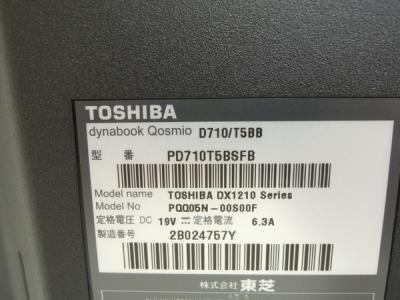 TOSHIBA
dynabook Qosmio D710/T5BB
型 番 PD710T5BSFB
Model name TOSHIBA DX1210 Series
Model No PQQ05N-00S00F
定格電圧 DC 19V ⎓ 定格電流 6.3A
製造番号 2B024757Y
株式会社 東芝